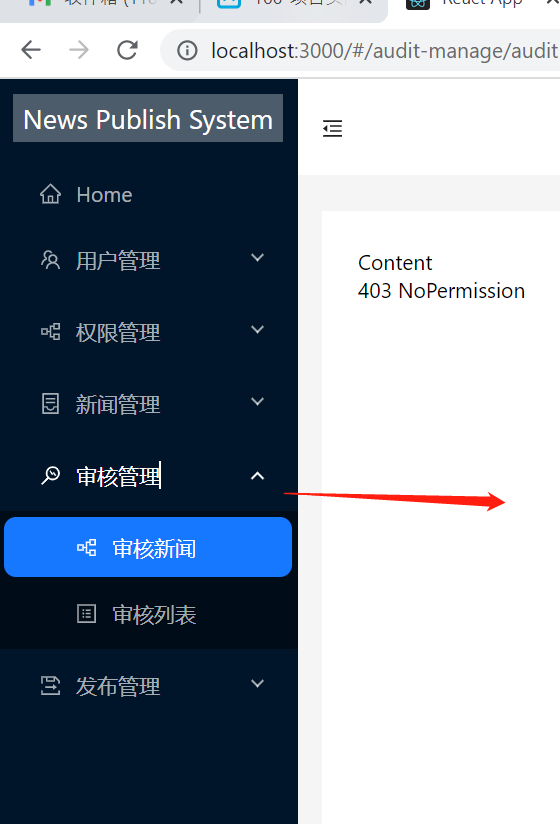 React App
localhost:3000/#/audit-manage/audit
News Publish System
Home
用户管理
权限管理
新闻管理
审核管理
审核新闻
审核列表
发布管理
Content
403 NoPermission